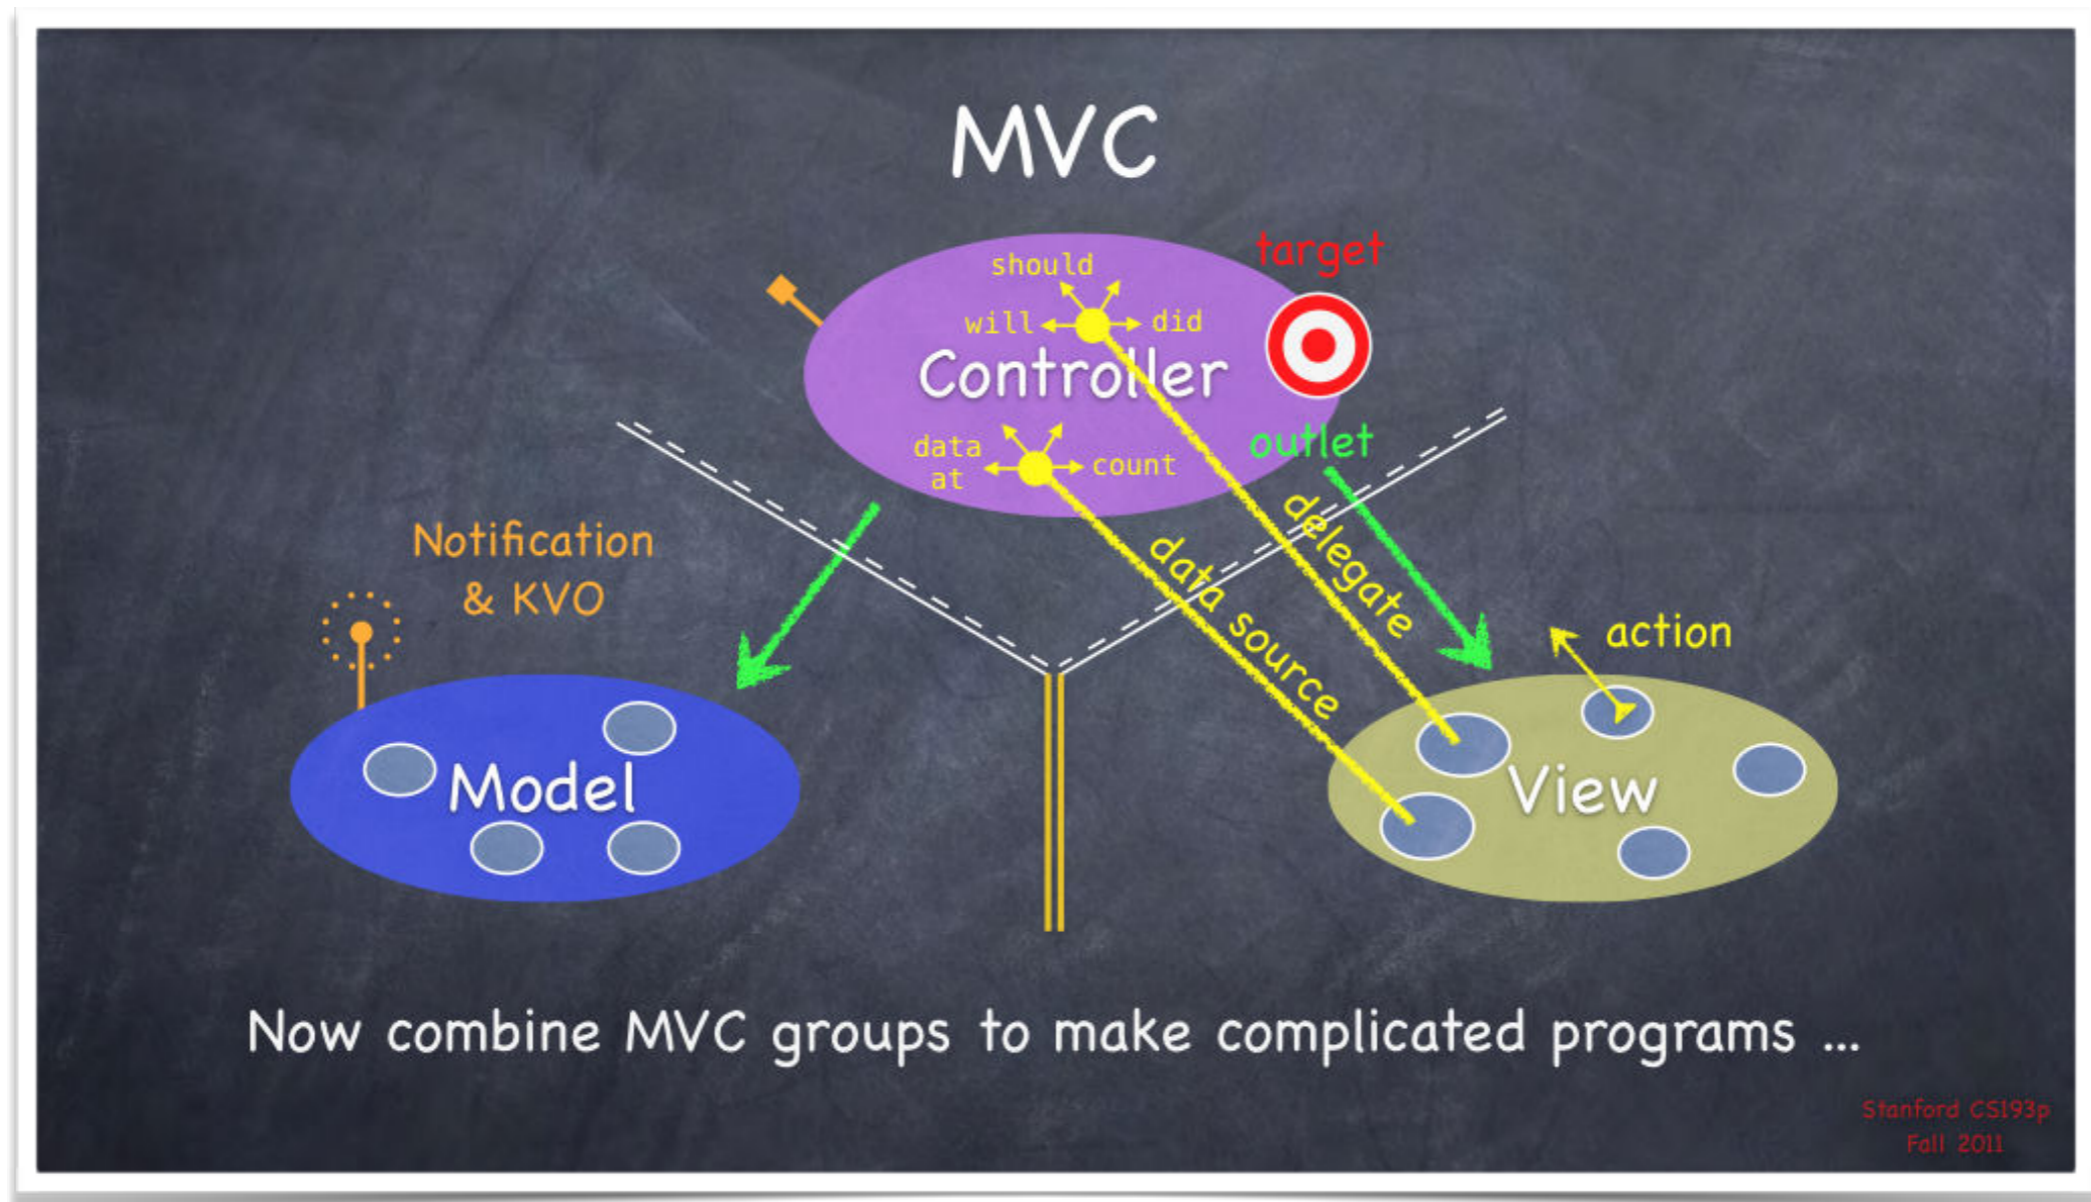 MVC
should
target
will
did
Controller
data
at
count
outlet
Notification
& KVO
delegate
data source
action
Model
View
Now combine MVC groups to make complicated programs ...
Stanford CS193p
Fall 2011